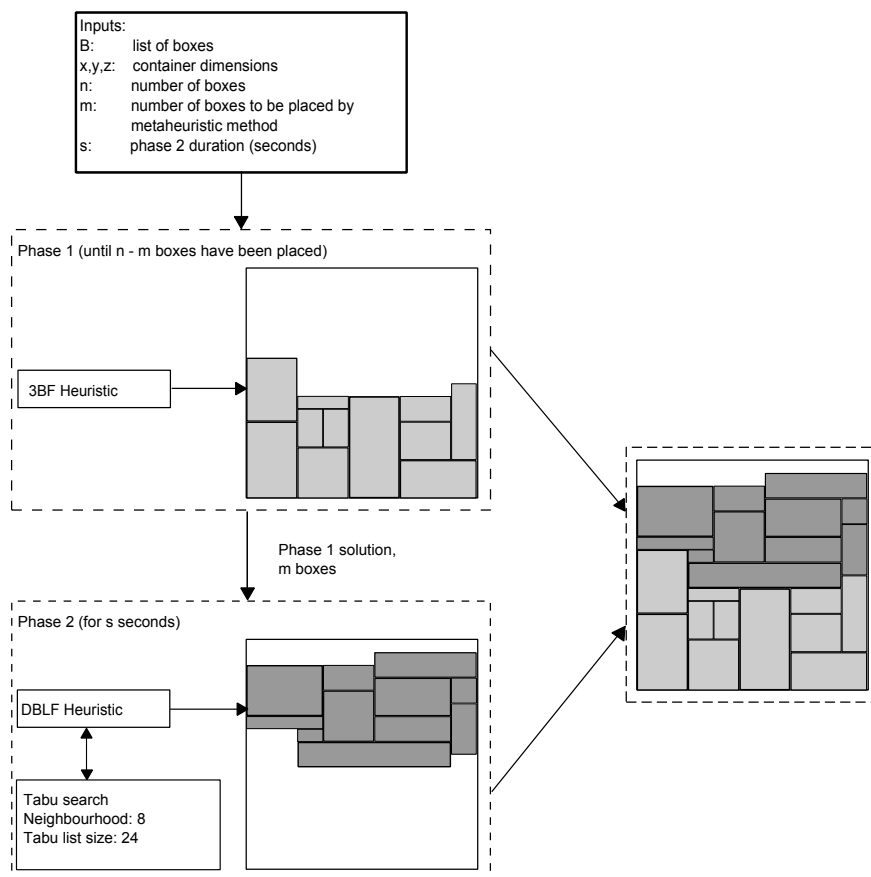 Inputs:
B: list of boxes
x,y,z: container dimensions
n: number of boxes
m: number of boxes to be placed by
metaheuristic method
s: phase 2 duration (seconds)
Phase 1 (until n - m boxes have been placed)
3BF Heuristic
Phase 1 solution,
m boxes
Phase 2 (for s seconds)
DBLF Heuristic
Tabu search
Neighbourhood: 8
Tabu list size: 24